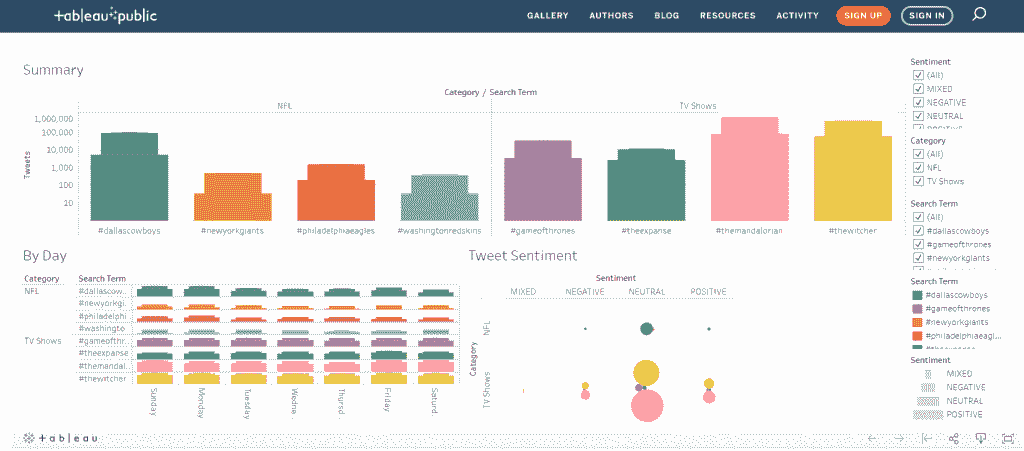 +ableau+public
GALLERY AUTHORS BLOG RESOURCES ACTIVITY SIGN UP SIGN IN
Summary
Category / Search Term
NFL TV Shows
Tweets
1,000,000
100,000
10,000
1,000
100
10
#dallascowboys #newyorkgiants #philadelphiaeagles #washingtonredskins #gameofthrones #theexpanse #themandalorian #thewitcher
By Day
Category Search Term
NFL #dallascow..
#newyorkgi..
#philadelphi..
#washingto..
TV Shows #gameofthr..
#theexpanse
#themandal..
#thewitcher
Sunday Monday Tuesday Wedne.. Thursd.. Friday Saturd..
Tweet Sentiment
Sentiment
MIXED NEGATIVE NEUTRAL POSITIVE
Category
NFL
TV Shows
Sentiment
(All)
MIXED
NEGATIVE
NEUTRAL
POSITIVE
Category
(All)
NFL
TV Shows
Search Term
(All)
#dallascowboys
#gameofthrones
#newyorkgiants
Search Term
#dallascowboys
#gameofthrones
#newyorkgiants
#philadelphiaeagl...
#theexpanse
Sentiment
MIXED
NEGATIVE
NEUTRAL
POSITIVE
+ableau